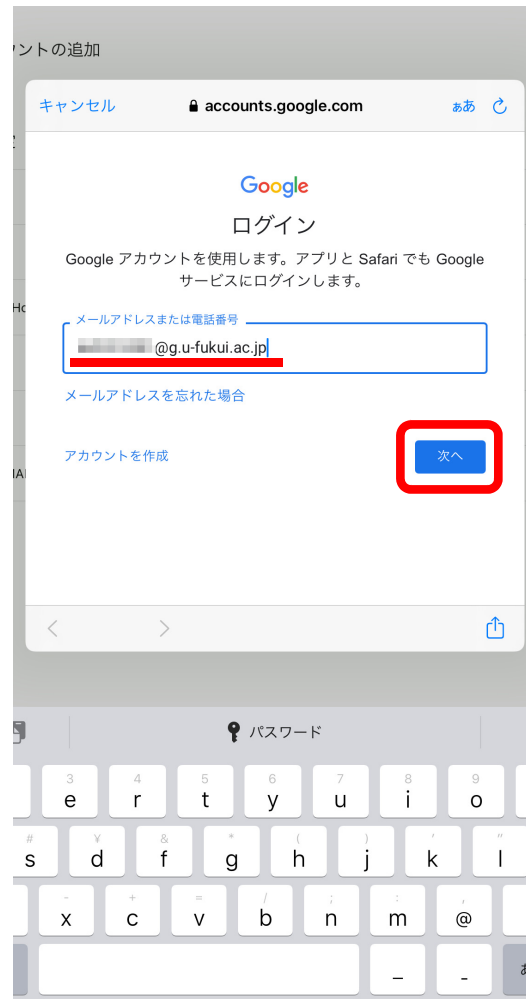 ウントの追加
キャンセル
accounts.google.com
ぁあ
Google
ログイン
Google アカウントを使用します。アプリと Safari でも Google
サービスにログインします。
メールアドレスまたは電話番号
@g.u-fukui.ac.jp
メールアドレスを忘れた場合
アカウントを作成
次へ
パスワード
3 4 5 6 7 8 9
e r t y u i o
# ¥ & * ( ) ' "
s d f g h j k l
- + = / ; : ,
x c v b n m @
_ -